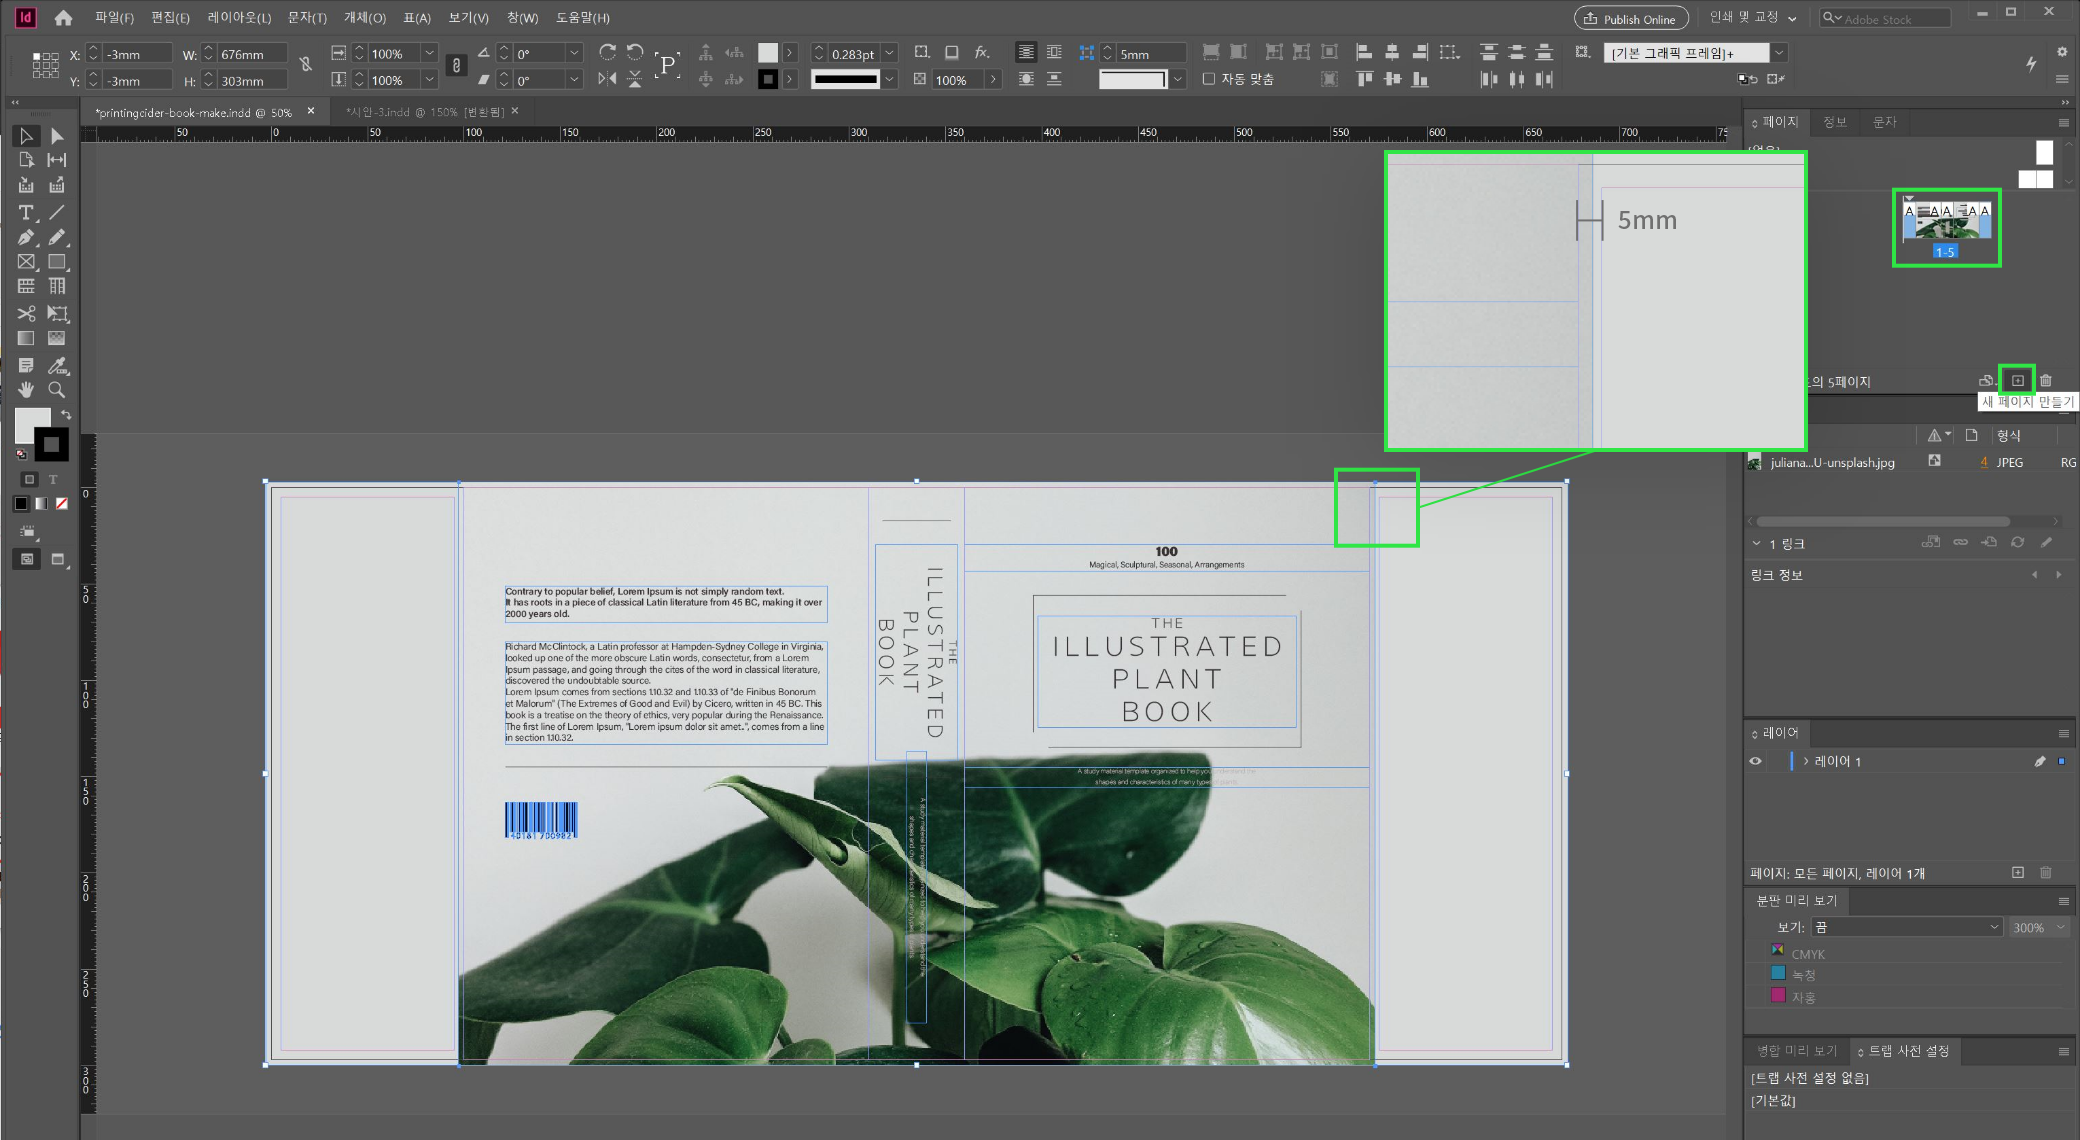 Id
파일(F) 편집(E) 레이아웃(L) 문자(T) 개체(O) 표(A) 보기(V) 창(W) 도움말(H)
Publish Online
인쇄 및 교정
Adobe Stock
X: -3mm W: 676mm 100% 0° P 0.283pt fx. 5mm [기본 그래픽 프레임]+
Y: -3mm H: 303mm 100% 0° 100% 자동 맞춤
*printingcider-book-make.indd @ 50% ×
*시안-3.indd @ 150% [변환됨] ×
50 0 50 100 150 200 250 300 350 400 450 500 550 600 650 700 75
페이지 정보 문자
[없음]
5mm
A A A A A
1-5
의 5페이지
새 페이지 만들기
형식
juliana...U-unsplash.jpg 4 JPEG RG
1 링크
링크 정보
0
50
100
150
200
250
300
100
Magical, Sculptural, Seasonal, Arrangements
THE
ILLUSTRATED
PLANT
BOOK
THE
ILLUSTRATED
PLANT
BOOK
Contrary to popular belief, Lorem Ipsum is not simply random text.
It has roots in a piece of classical Latin literature from 45 BC, making it over
2000 years old.
Richard McClintock, a Latin professor at Hampden-Sydney College in Virginia,
looked up one of the more obscure Latin words, consectetur, from a Lorem
Ipsum passage, and going through the cites of the word in classical literature,
discovered the undoubtable source.
Lorem Ipsum comes from sections 1.10.32 and 1.10.33 of "de Finibus Bonorum
et Malorum" (The Extremes of Good and Evil) by Cicero, written in 45 BC. This
book is a treatise on the theory of ethics, very popular during the Renaissance.
The first line of Lorem Ipsum, "Lorem ipsum dolor sit amet..", comes from a line
in section 1.10.32.
A study material template organized to help you understand the
shapes and characteristics of many types of plants.
레이어
레이어 1
페이지: 모든 페이지, 레이어 1개
분판 미리 보기
보기: 끔 300%
CMYK
녹청
자홍
병합 미리 보기 트랩 사전 설정
[트랩 사전 설정 없음]
[기본값]